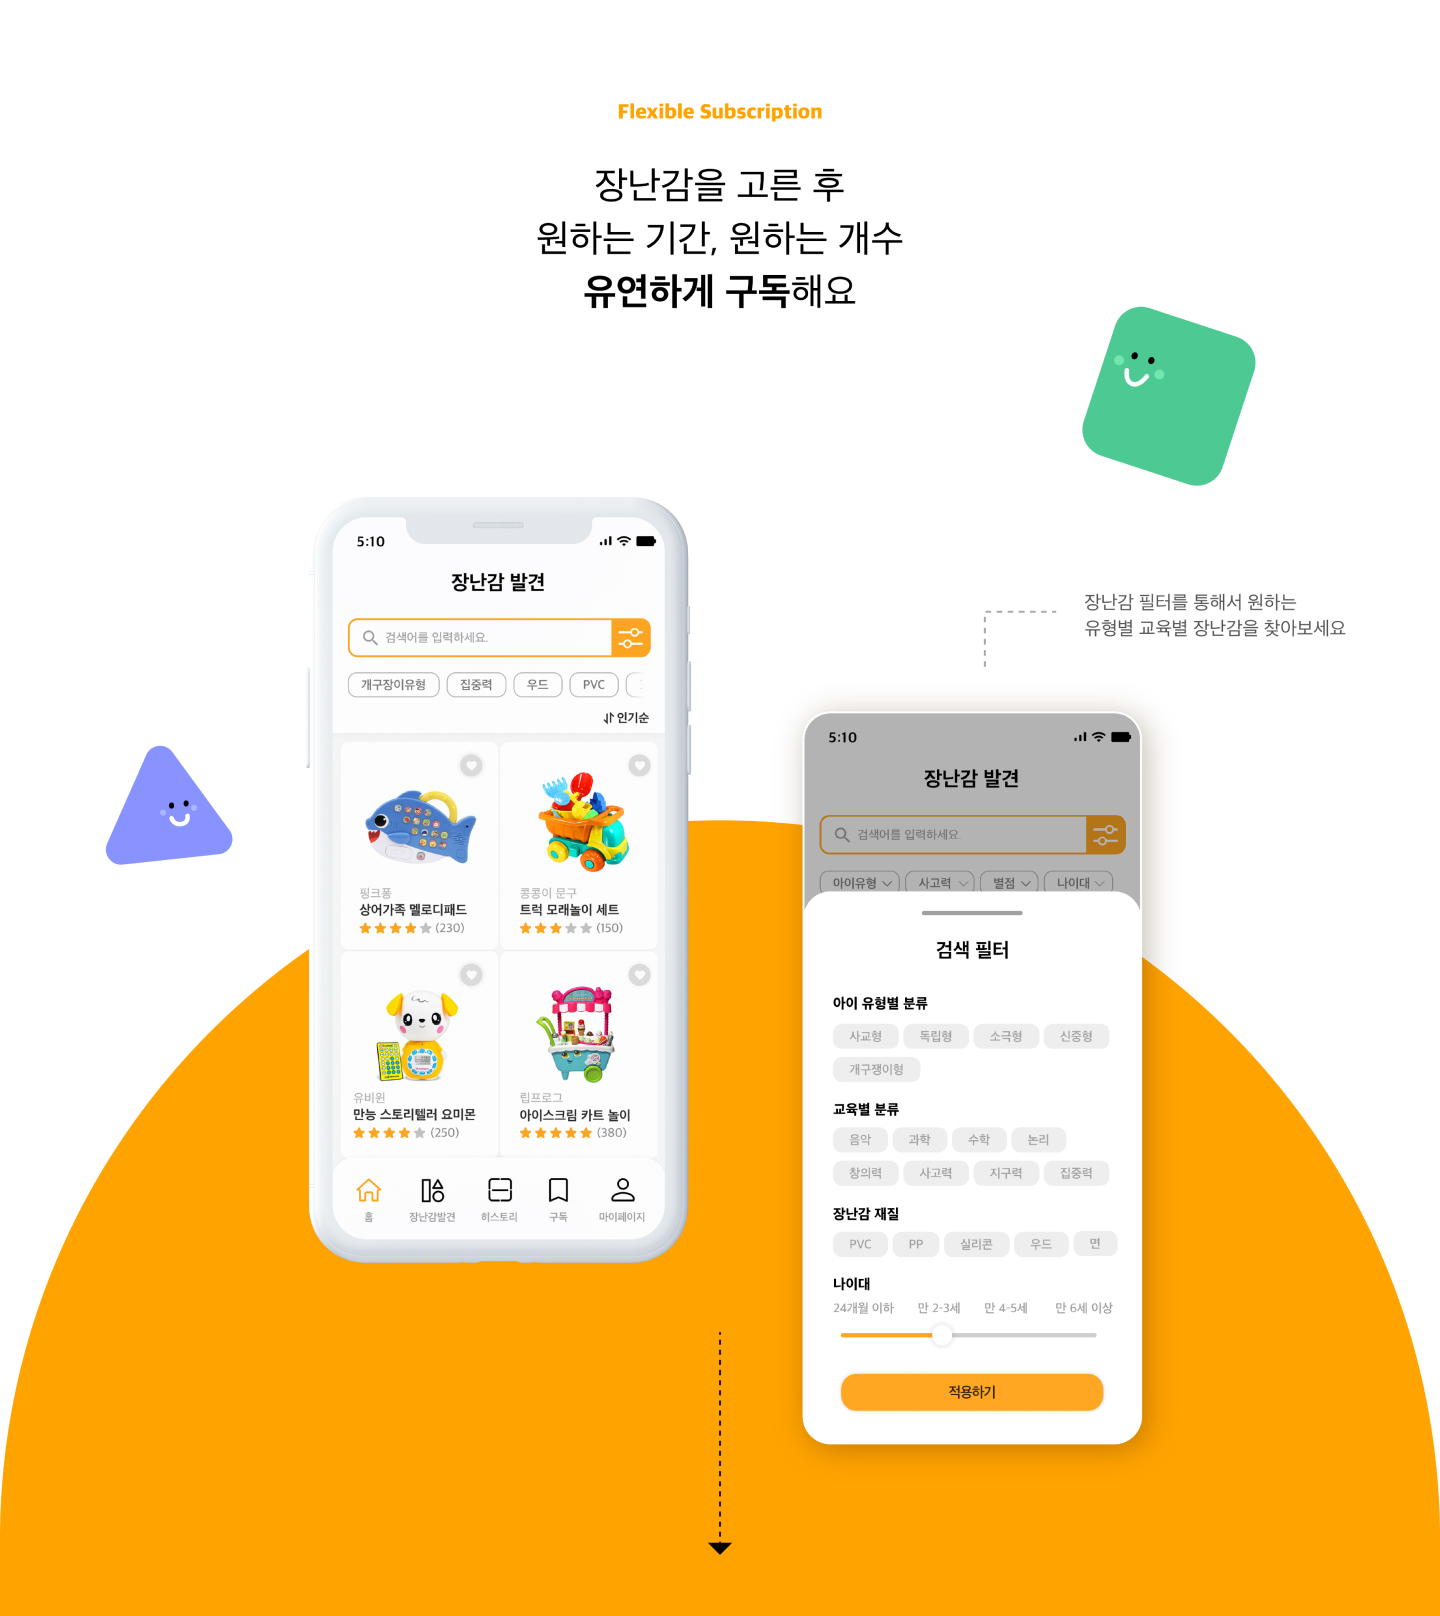 Flexible Subscription
장난감을 고른 후
원하는 기간, 원하는 개수
유연하게 구독해요
5:10
장난감 발견
검색어를 입력하세요.
개구장이유형 집중력 우드 PVC
인기순
핑크퐁
상어가족 멜로디패드
(230)
콩콩이 문구
트럭 모래놀이 세트
(150)
유비윈
만능 스토리텔러 요미몬
(250)
립프로그
아이스크림 카트 놀이
(380)
홈 장난감발견 히스토리 구독 마이페이지
장난감 필터를 통해서 원하는
유형별 교육별 장난감을 찾아보세요
5:10
장난감 발견
검색어를 입력하세요.
아이유형 사고력 별점 나이대
검색 필터
아이 유형별 분류
사교형 독립형 소극형 신중형
개구쟁이형
교육별 분류
음악 과학 수학 논리
창의력 사고력 지구력 집중력
장난감 재질
PVC PP 실리콘 우드 면
나이대
24개월 이하 만 2-3세 만 4-5세 만 6세 이상
적용하기